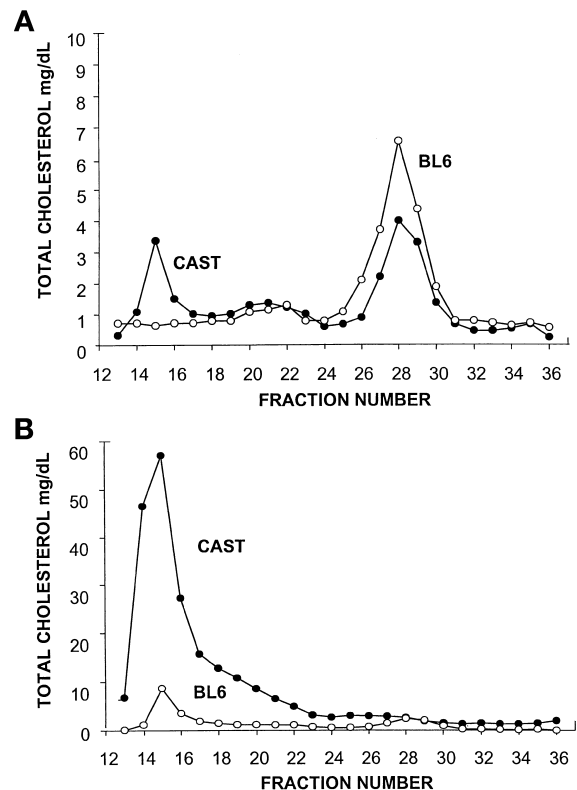 A
TOTAL CHOLESTEROL mg/dL
10
9
8
7
6
5
4
3
2
1
0
CAST
BL6
12 14 16 18 20 22 24 26 28 30 32 34 36
FRACTION NUMBER
B
TOTAL CHOLESTEROL mg/dL
60
50
40
30
20
10
0
CAST
BL6
12 14 16 18 20 22 24 26 28 30 32 34 36
FRACTION NUMBER